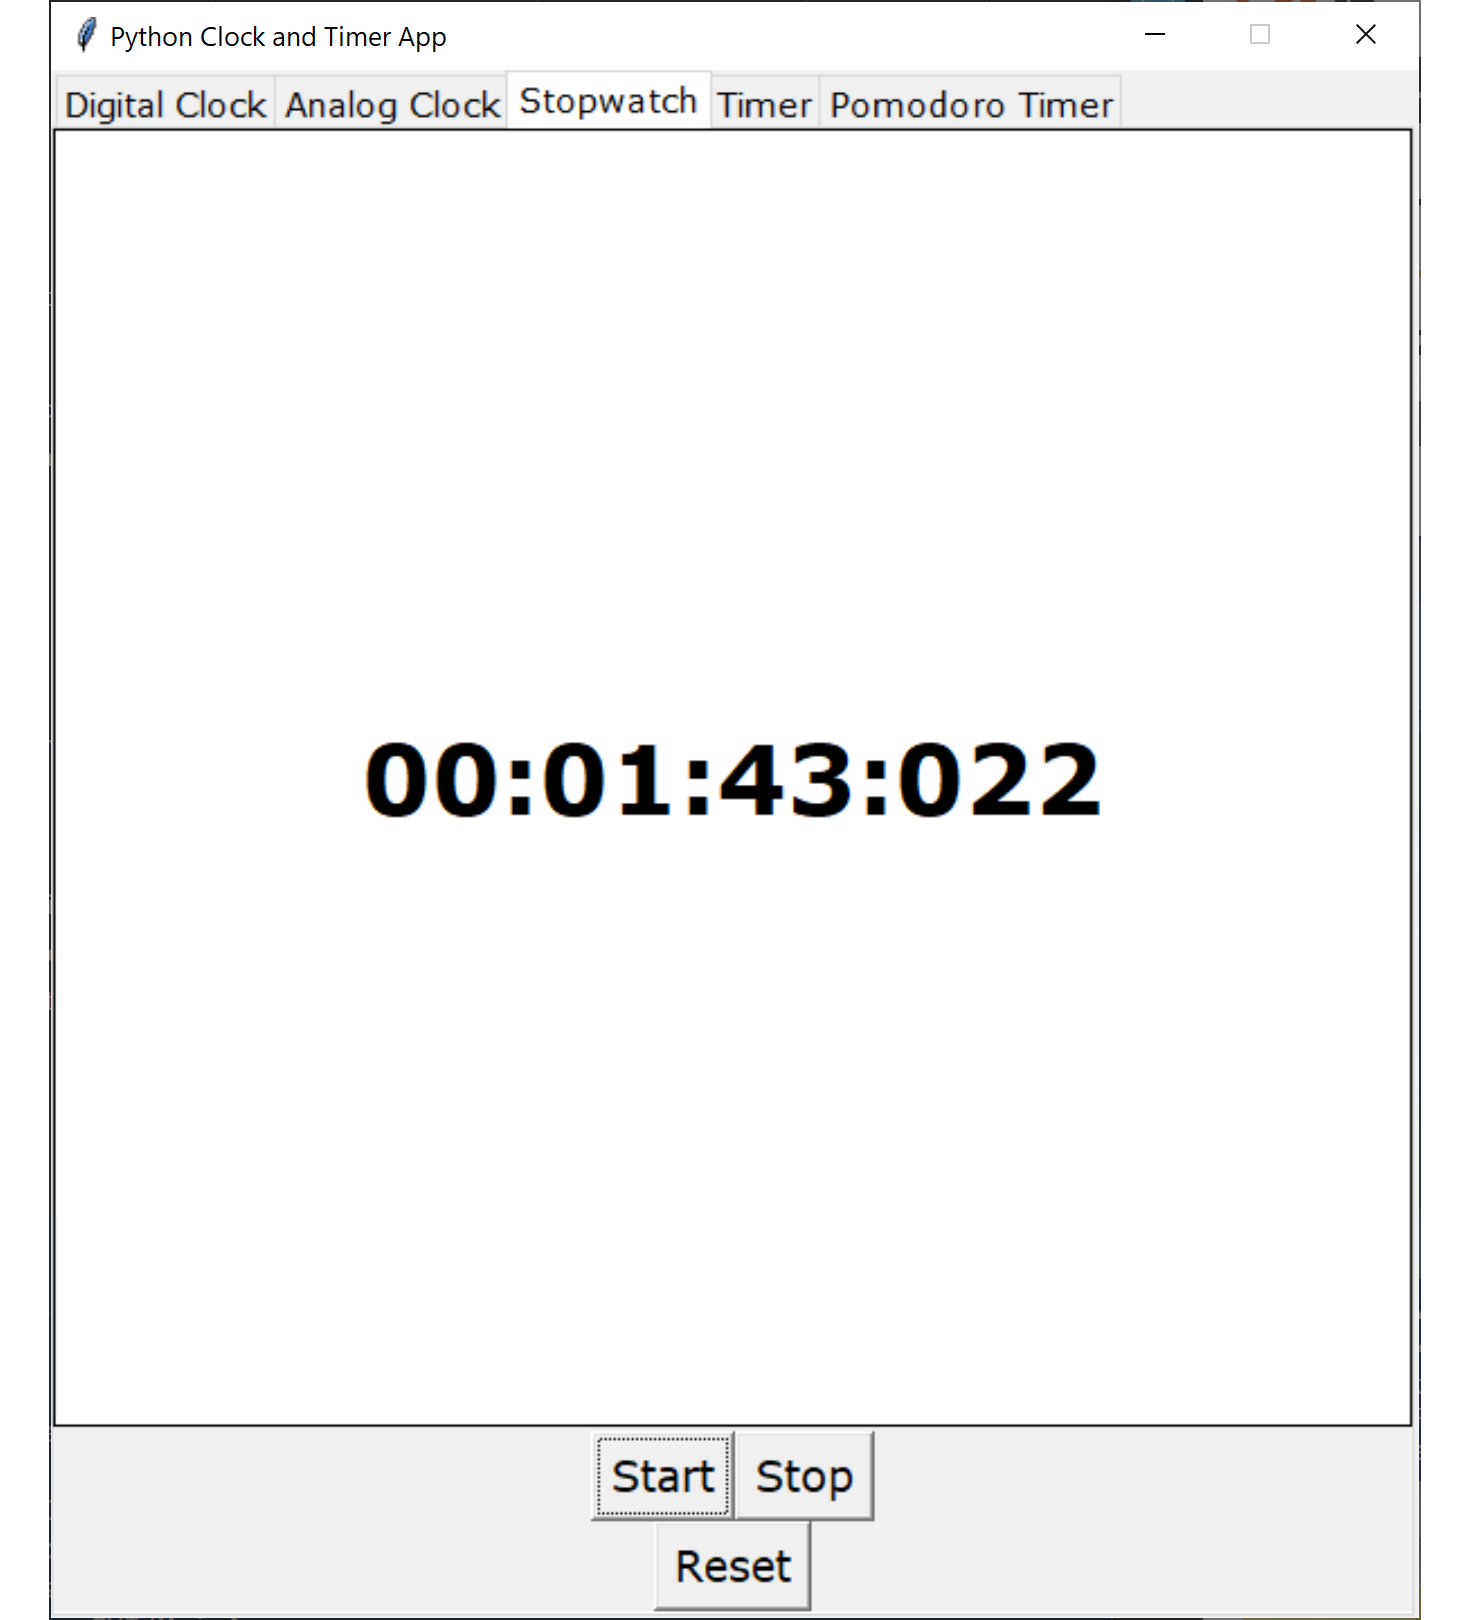 Python Clock and Timer App
Digital Clock Analog Clock Stopwatch Timer Pomodoro Timer
00:01:43:022
Start Stop
Reset